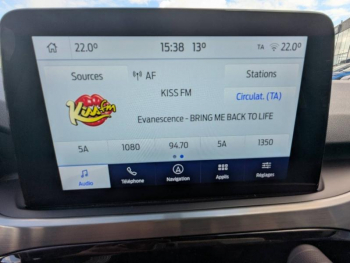 22.0° 15:38 13° TA 22.0°
Sources AF Stations
KISS FM Circulat. (TA)
Kiss fm
Evanescence - BRING ME BACK TO LIFE
5A 1080 94.70 5A 1350
Audio Téléphone Navigation Applis Réglages